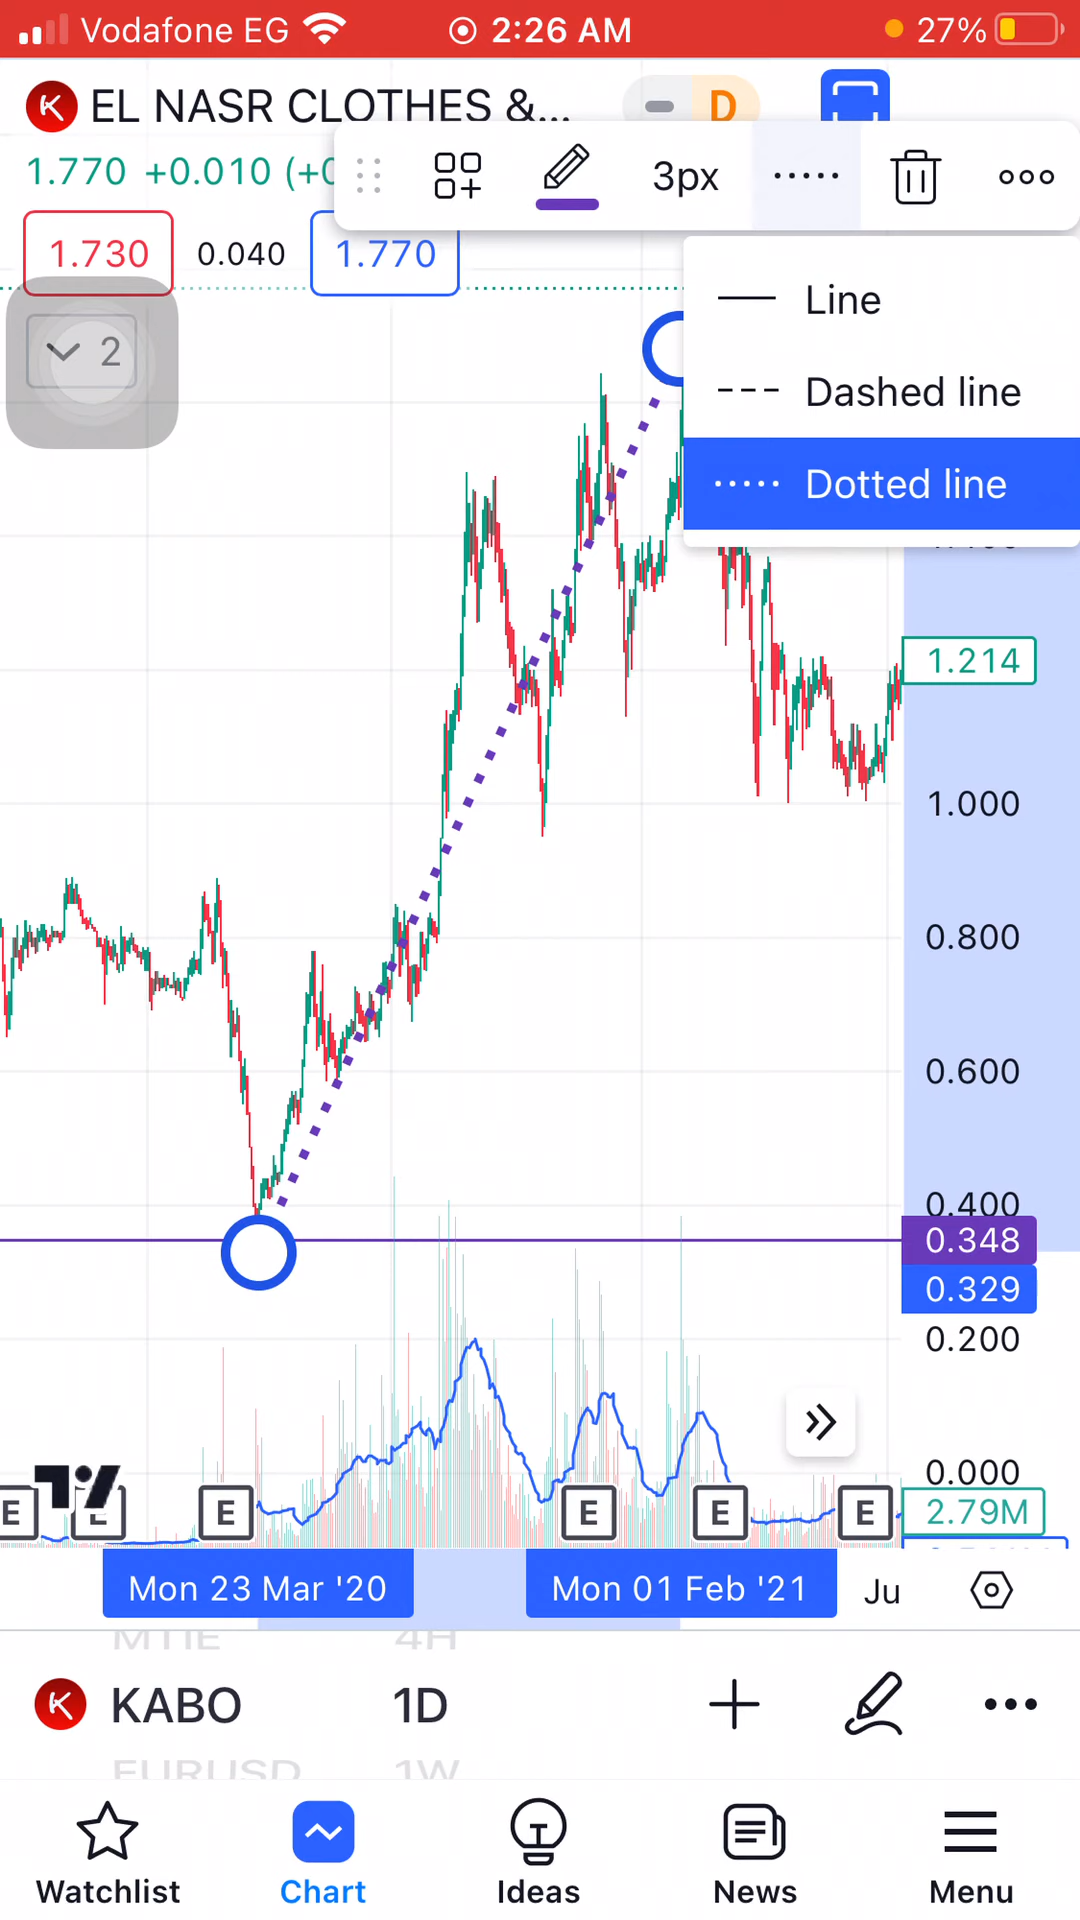 Vodafone EG 2:26 AM 27%
EL NASR CLOTHES &... D
1.770 +0.010 (+0
3px
1.730 0.040 1.770
Line
2
Dashed line
Dotted line
1.214
1.000
0.800
0.600
0.400
0.348
0.329
0.200
0.000
E E E E E
2.79M
Mon 23 Mar '20 Mon 01 Feb '21 Ju
4H
KABO 1D
EURUSD 1W
Watchlist Chart Ideas News Menu